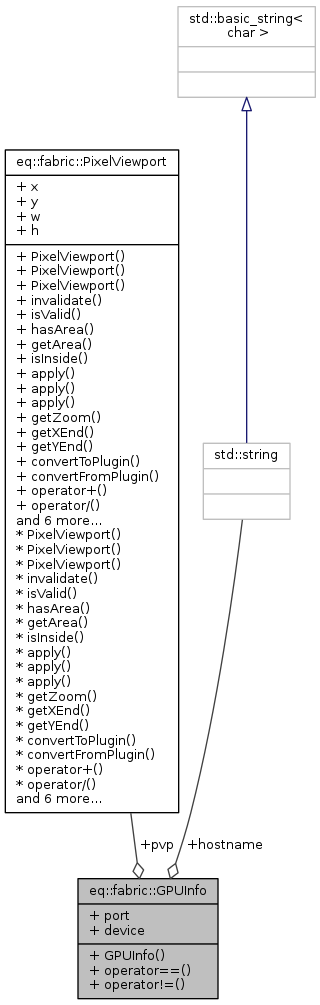 std::basic_string<
char >
eq::fabric::PixelViewport
+ x
+ y
+ w
+ h
+ PixelViewport()
+ PixelViewport()
+ PixelViewport()
+ invalidate()
+ isValid()
+ hasArea()
+ getArea()
+ isInside()
+ apply()
+ apply()
+ apply()
+ getZoom()
+ getXEnd()
+ getYEnd()
+ convertToPlugin()
+ convertFromPlugin()
+ operator+()
+ operator/()
and 6 more...
* PixelViewport()
* PixelViewport()
* PixelViewport()
* invalidate()
* isValid()
* hasArea()
* getArea()
* isInside()
* apply()
* apply()
* apply()
* getZoom()
* getXEnd()
* getYEnd()
* convertToPlugin()
* convertFromPlugin()
* operator+()
* operator/()
and 6 more...
std::string
+pvp
+hostname
eq::fabric::GPUInfo
+ port
+ device
+ GPUInfo()
+ operator==()
+ operator!=()